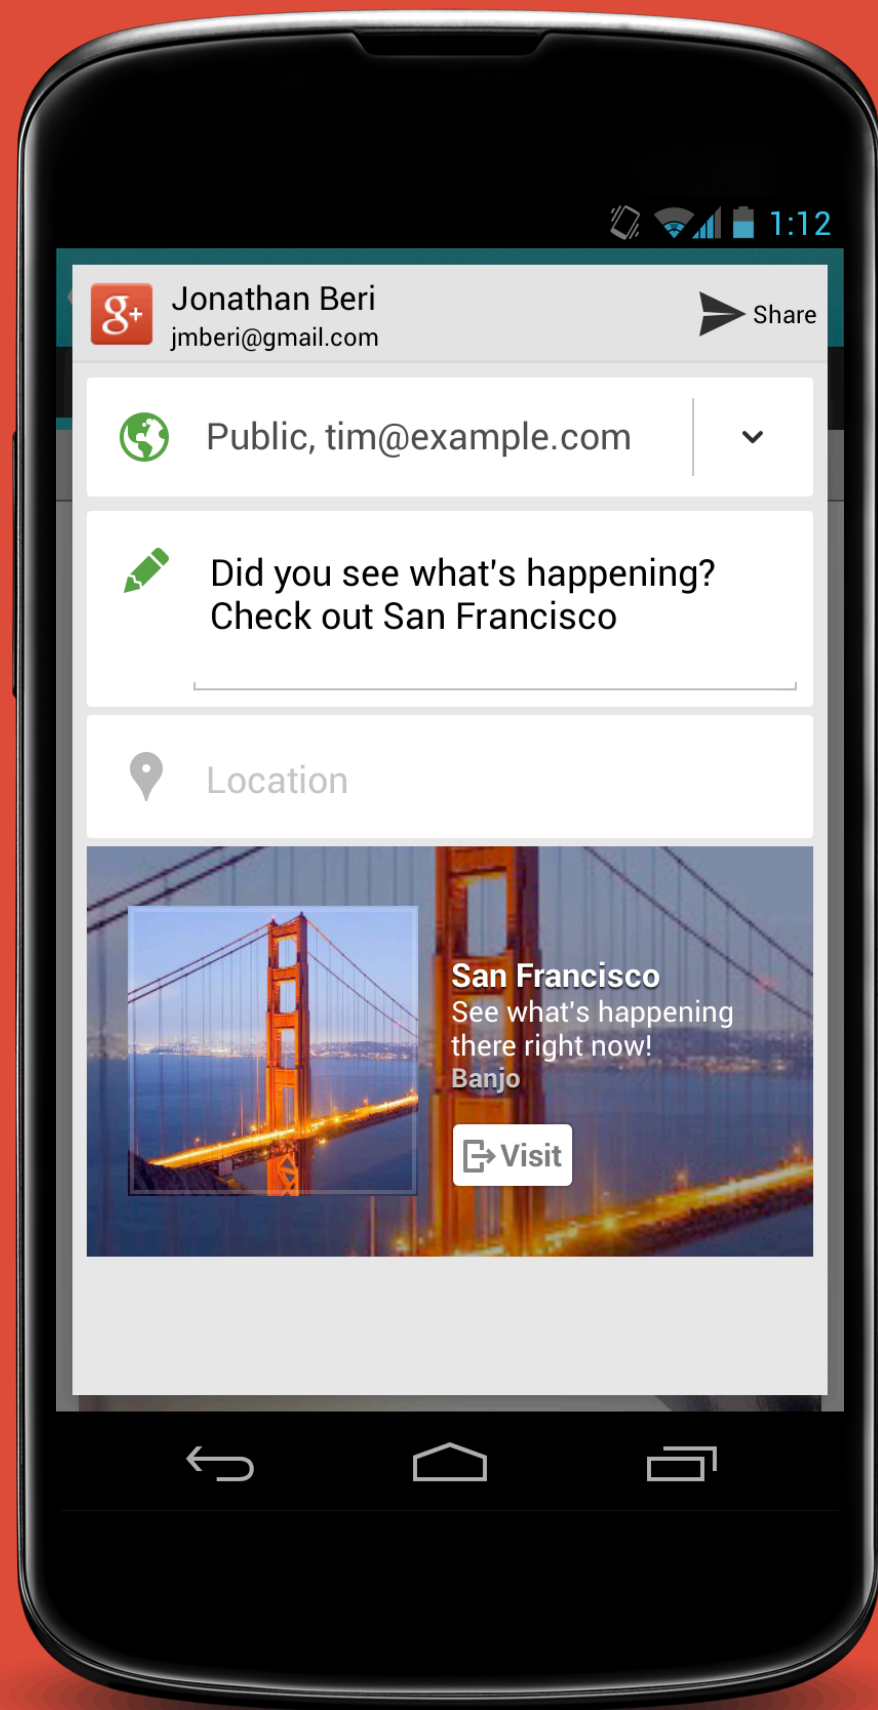 1:12
g+
Jonathan Beri
jmberi@gmail.com
Share
Public, tim@example.com
Did you see what's happening?
Check out San Francisco
Location
San Francisco
See what's happening
there right now!
Banjo
Visit